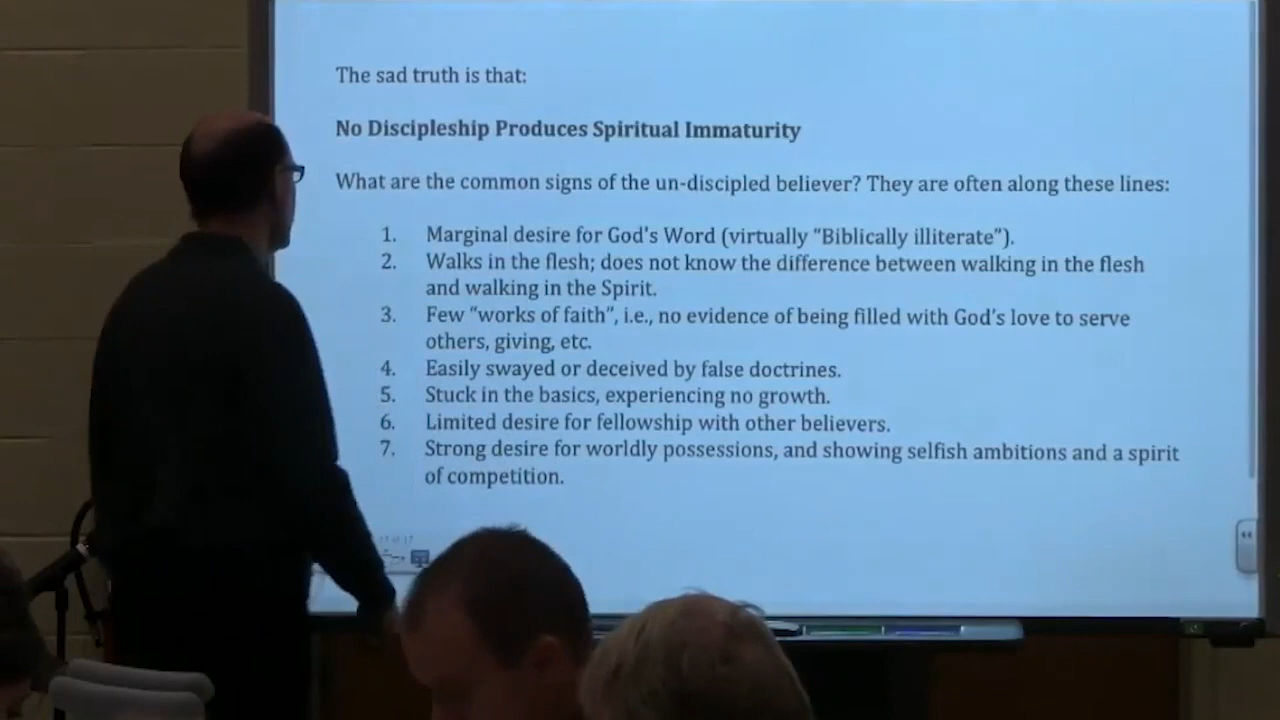 The sad truth is that:
No Discipleship Produces Spiritual Immaturity
What are the common signs of the un-discipled believer? They are often along these lines:
1. Marginal desire for God's Word (virtually "Biblically illiterate").
2. Walks in the flesh; does not know the difference between walking in the flesh
and walking in the Spirit.
3. Few "works of faith", i.e., no evidence of being filled with God's love to serve
others, giving, etc.
4. Easily swayed or deceived by false doctrines.
5. Stuck in the basics, experiencing no growth.
6. Limited desire for fellowship with other believers.
7. Strong desire for worldly possessions, and showing selfish ambitions and a spirit
of competition.